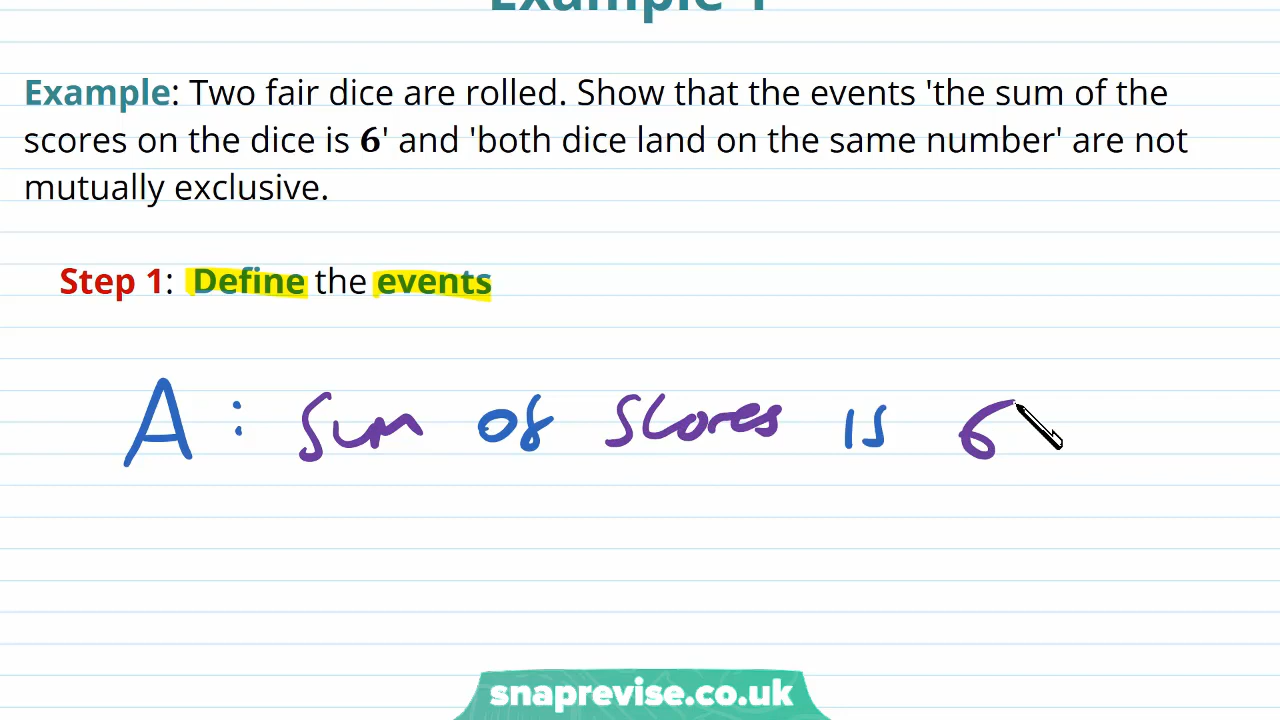 Example 1
Example: Two fair dice are rolled. Show that the events 'the sum of the
scores on the dice is 6' and 'both dice land on the same number' are not
mutually exclusive.
Step 1: Define the events
A: Sum of scores is 6
snaprevise.co.uk